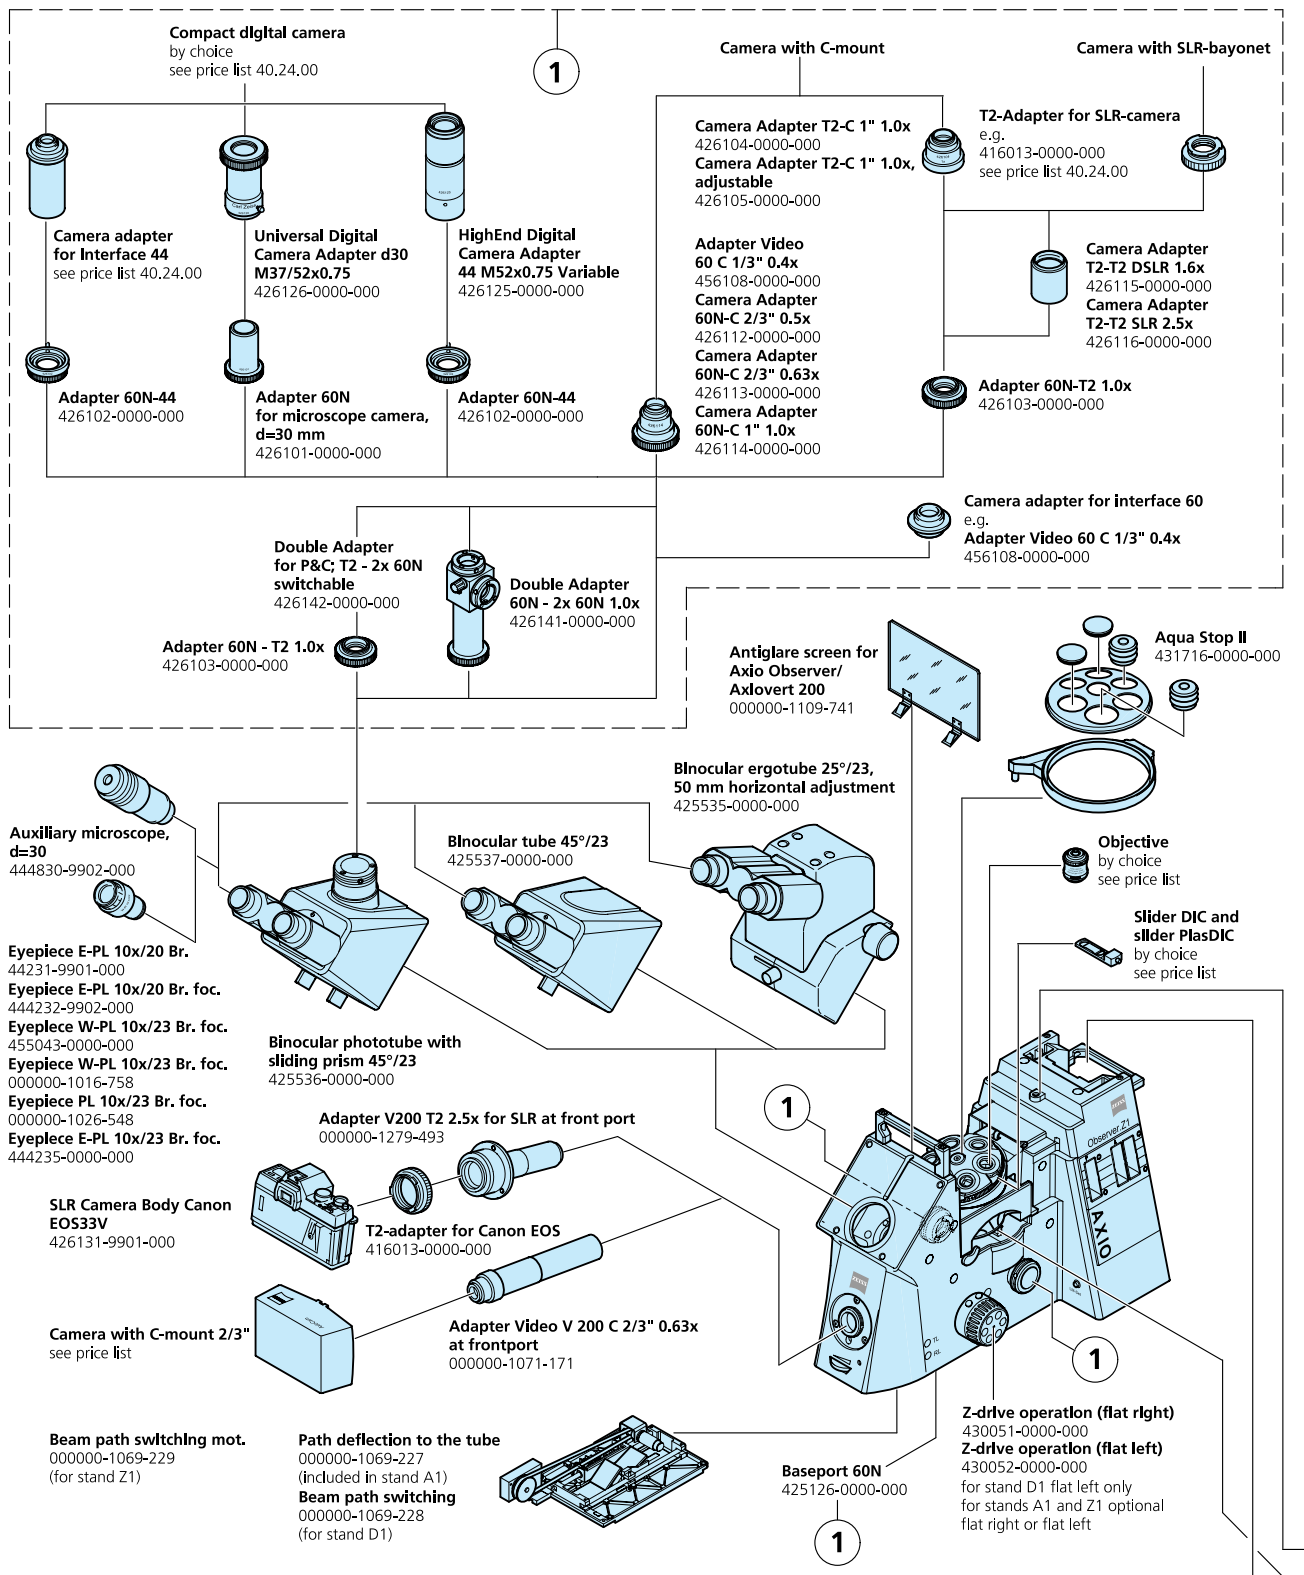 Compact digital camera
by choice
see price list 40.24.00
1
Camera with C-mount
Camera with SLR-bayonet
Camera Adapter T2-C 1" 1.0x
426104-0000-000
Camera Adapter T2-C 1" 1.0x,
adjustable
426105-0000-000
T2-Adapter for SLR-camera
e.g.
416013-0000-000
see price list 40.24.00
Camera adapter
for Interface 44
see price list 40.24.00
Universal Digital
Camera Adapter d30
M37/52x0.75
426126-0000-000
HighEnd Digital
Camera Adapter
44 M52x0.75 Variable
426125-0000-000
Adapter Video
60 C 1/3" 0.4x
456108-0000-000
Camera Adapter
60N-C 2/3" 0.5x
426112-0000-000
Camera Adapter
60N-C 2/3" 0.63x
426113-0000-000
Camera Adapter
60N-C 1" 1.0x
426114-0000-000
Camera Adapter
T2-T2 DSLR 1.6x
426115-0000-000
Camera Adapter
T2-T2 SLR 2.5x
426116-0000-000
Adapter 60N-44
426102-0000-000
Adapter 60N
for microscope camera,
d=30 mm
426101-0000-000
Adapter 60N-44
426102-0000-000
Adapter 60N-T2 1.0x
426103-0000-000
Camera adapter for interface 60
e.g.
Adapter Video 60 C 1/3" 0.4x
456108-0000-000
Double Adapter
for P&C; T2 - 2x 60N
switchable
426142-0000-000
Double Adapter
60N - 2x 60N 1.0x
426141-0000-000
Adapter 60N - T2 1.0x
426103-0000-000
Antiglare screen for
Axio Observer/
Axiovert 200
000000-1109-741
Aqua Stop II
431716-0000-000
Binocular ergotube 25°/23,
50 mm horizontal adjustment
425535-0000-000
Auxiliary microscope,
d=30
444830-9902-000
Binocular tube 45°/23
425537-0000-000
Objective
by choice
see price list
Slider DIC and
slider PlasDIC
by choice
see price list
Eyepiece E-PL 10x/20 Br.
44231-9901-000
Eyepiece E-PL 10x/20 Br. foc.
444232-9902-000
Eyepiece W-PL 10x/23 Br. foc.
455043-0000-000
Eyepiece W-PL 10x/23 Br. foc.
000000-1016-758
Eyepiece PL 10x/23 Br. foc.
000000-1026-548
Eyepiece E-PL 10x/23 Br. foc.
444235-0000-000
Binocular phototube with
sliding prism 45°/23
425536-0000-000
1
Adapter V200 T2 2.5x for SLR at front port
000000-1279-493
ZEISS
Observer.Z1
AXIO
SLR Camera Body Canon
EOS33V
426131-9901-000
T2-adapter for Canon EOS
416013-0000-000
ZEISS
TL
RL
Camera with C-mount 2/3"
see price list
Adapter Video V 200 C 2/3" 0.63x
at frontport
000000-1071-171
1
Z-drive operation (flat right)
430051-0000-000
Z-drive operation (flat left)
430052-0000-000
for stand D1 flat left only
for stands A1 and Z1 optional
flat right or flat left
Beam path switching mot.
000000-1069-229
(for stand Z1)
Path deflection to the tube
000000-1069-227
(included in stand A1)
Beam path switching
000000-1069-228
(for stand D1)
Baseport 60N
425126-0000-000
1